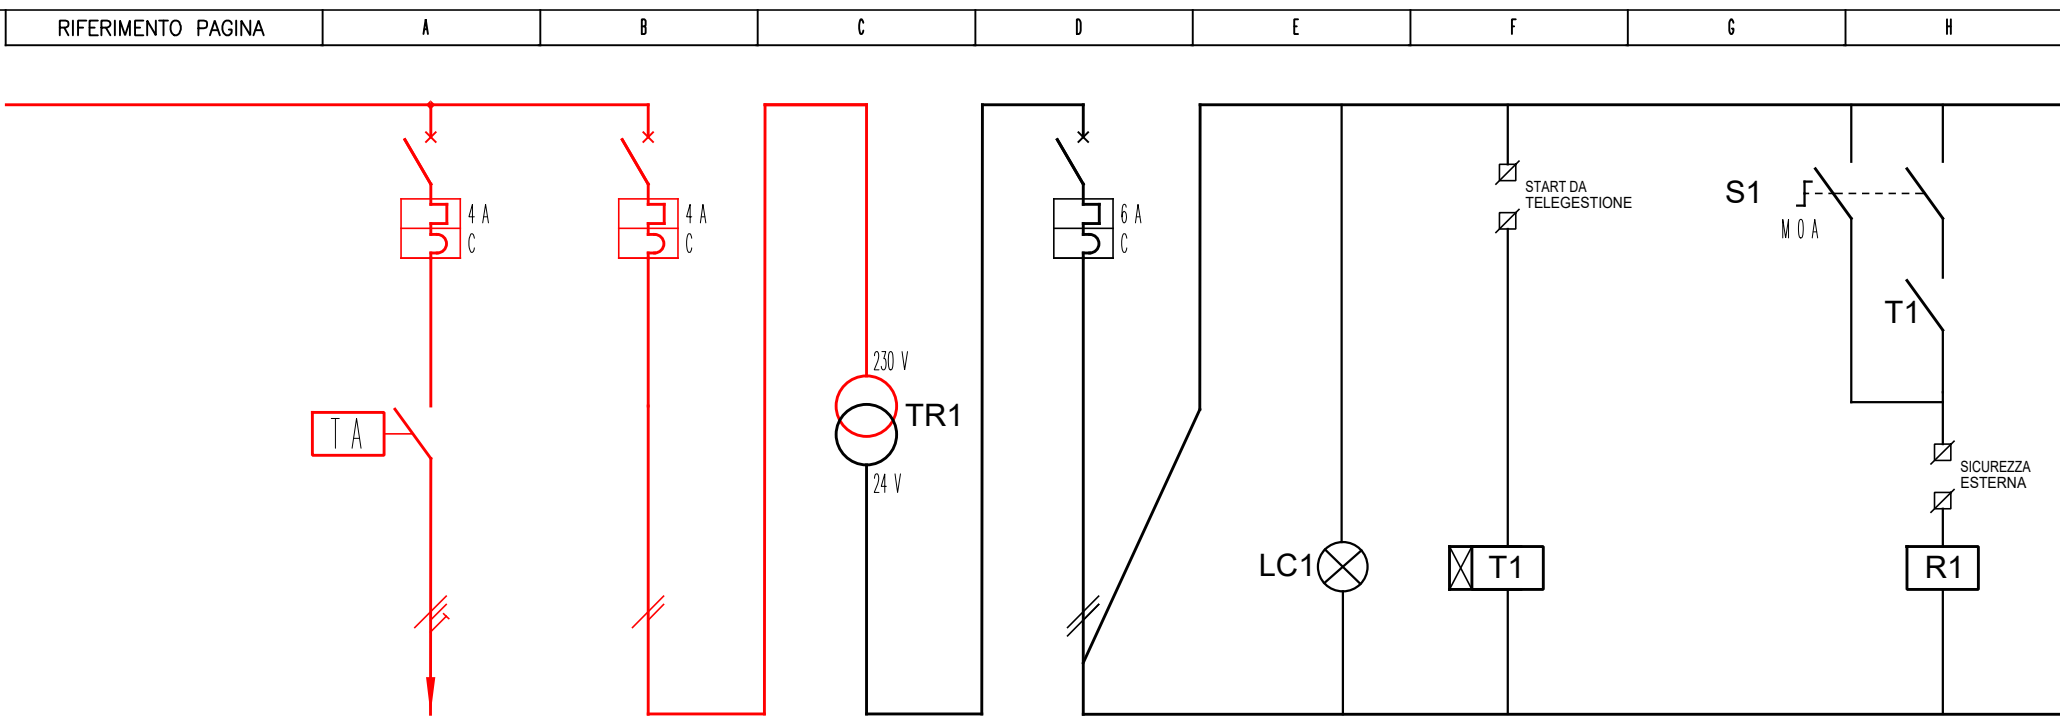 RIFERIMENTO PAGINA A B C D E F G H
4 A
C
4 A
C
6 A
C
START DA
TELEGESTIONE
S1
M 0 A
T1
230 V
TR1
24 V
T A
SICUREZZA
ESTERNA
LC1
T1
R1